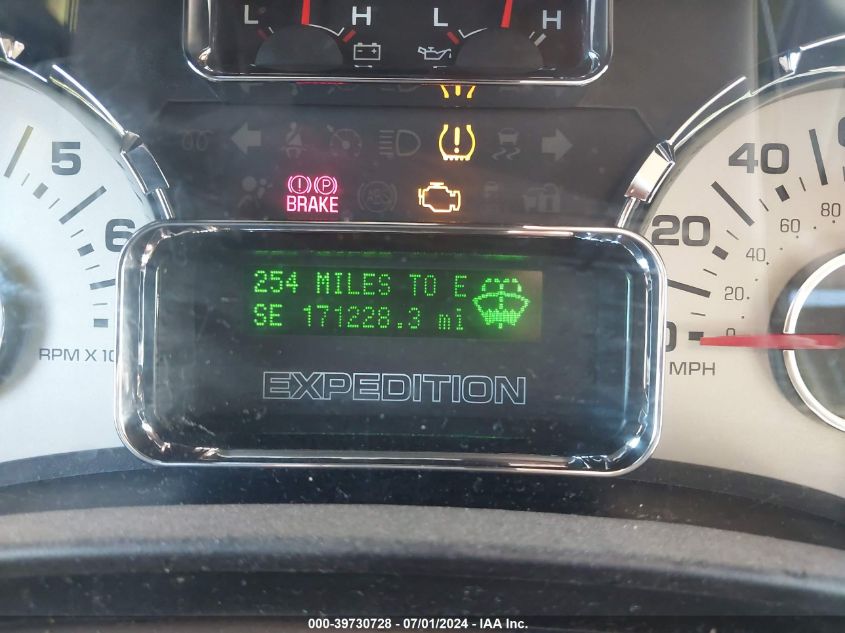 L H L H
5
BRAKE
6
254 MILES TO E
SE 171228.3 mi
EXPEDITION
RPM X 10
40
20
0
80
60
40
20
0
MPH
000-39730728 - 07/01/2024 - IAA Inc.